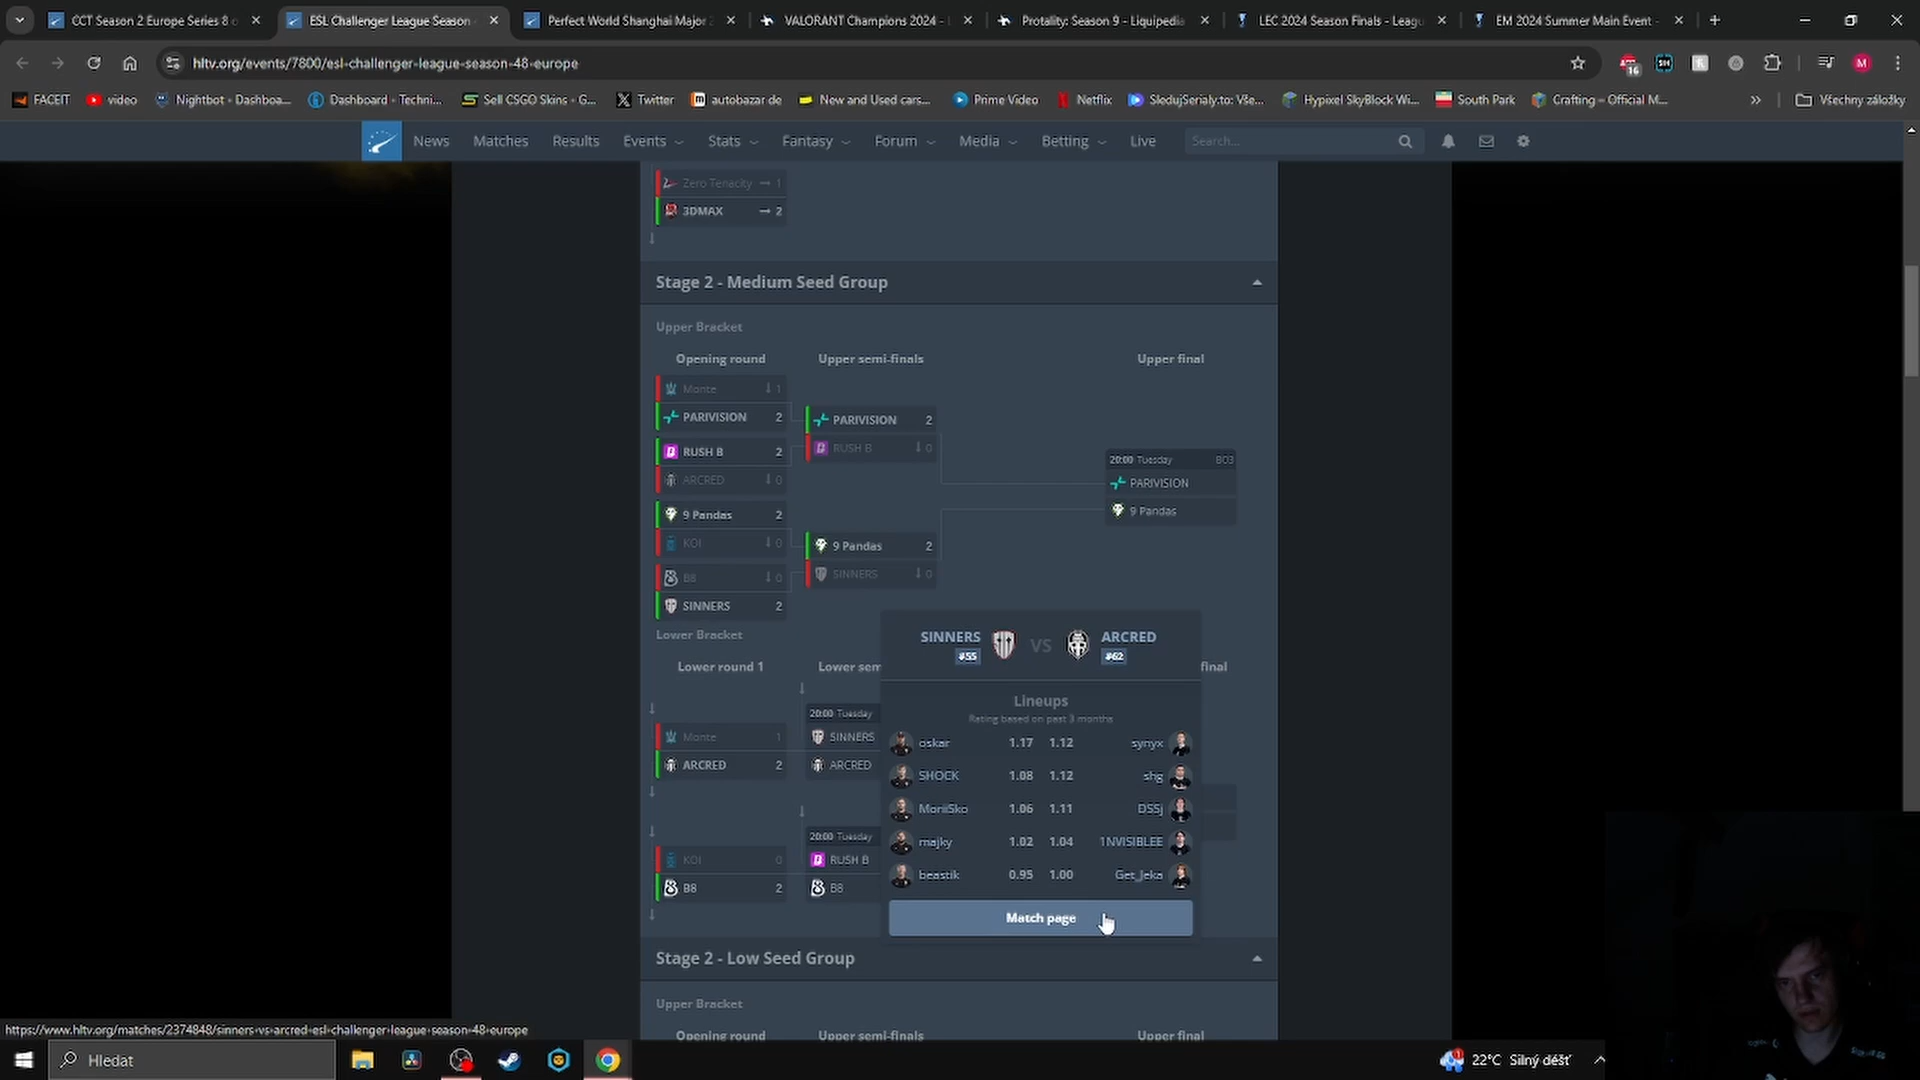 CCT Season 2 Europe Series 8 o
ESL Challenger League Season
Perfect World Shanghai Major 2
VALORANT Champions 2024 - L
Protality: Season 9 - Liquipedia
LEC 2024 Season Finals - Leagu
EM 2024 Summer Main Event -
hltv.org/events/7800/esl-challenger-league-season-48-europe
16
M
FACEIT
video
Nightbot - Dashboa...
Dashboard - Techni...
Sell CSGO Skins - G...
Twitter
autobazar de
New and Used cars...
Prime Video
Netflix
SledujSerialy.to: Vše...
Hypixel SkyBlock Wi...
South Park
Crafting – Official M...
Všechny záložky
News
Matches
Results
Events
Stats
Fantasy
Forum
Media
Betting
Live
Search...
Zero Tenacity 1
3DMAX 2
Stage 2 - Medium Seed Group
Upper Bracket
Opening round
Upper semi-finals
Upper final
Monte 1
PARIVISION 2
RUSH B 2
ARCRED 0
9 Pandas 2
KOI 0
B8 0
SINNERS 2
PARIVISION 2
RUSH B 0
9 Pandas 2
SINNERS 0
20:00 Tuesday BO3
PARIVISION
9 Pandas
Lower Bracket
Lower round 1
Lower sem
final
Monte 1
ARCRED 2
KOI 0
B8 2
20:00 Tuesday
SINNERS
ARCRED
20:00 Tuesday
RUSH B
B8
SINNERS VS ARCRED
#55 #62
Lineups
Rating based on past 3 months
oskar 1.17 1.12 synyx
SHOCK 1.08 1.12 shg
MoriiSko 1.06 1.11 DSSj
majky 1.02 1.04 1NVISIBLEE
beastik 0.95 1.00 Get_Jeka
Match page
Stage 2 - Low Seed Group
Upper Bracket
Opening round
Upper semi-finals
Upper final
https://www.hltv.org/matches/2374848/sinners-vs-arcred-esl-challenger-league-season-48-europe
Hledat
22°C Silný déšť